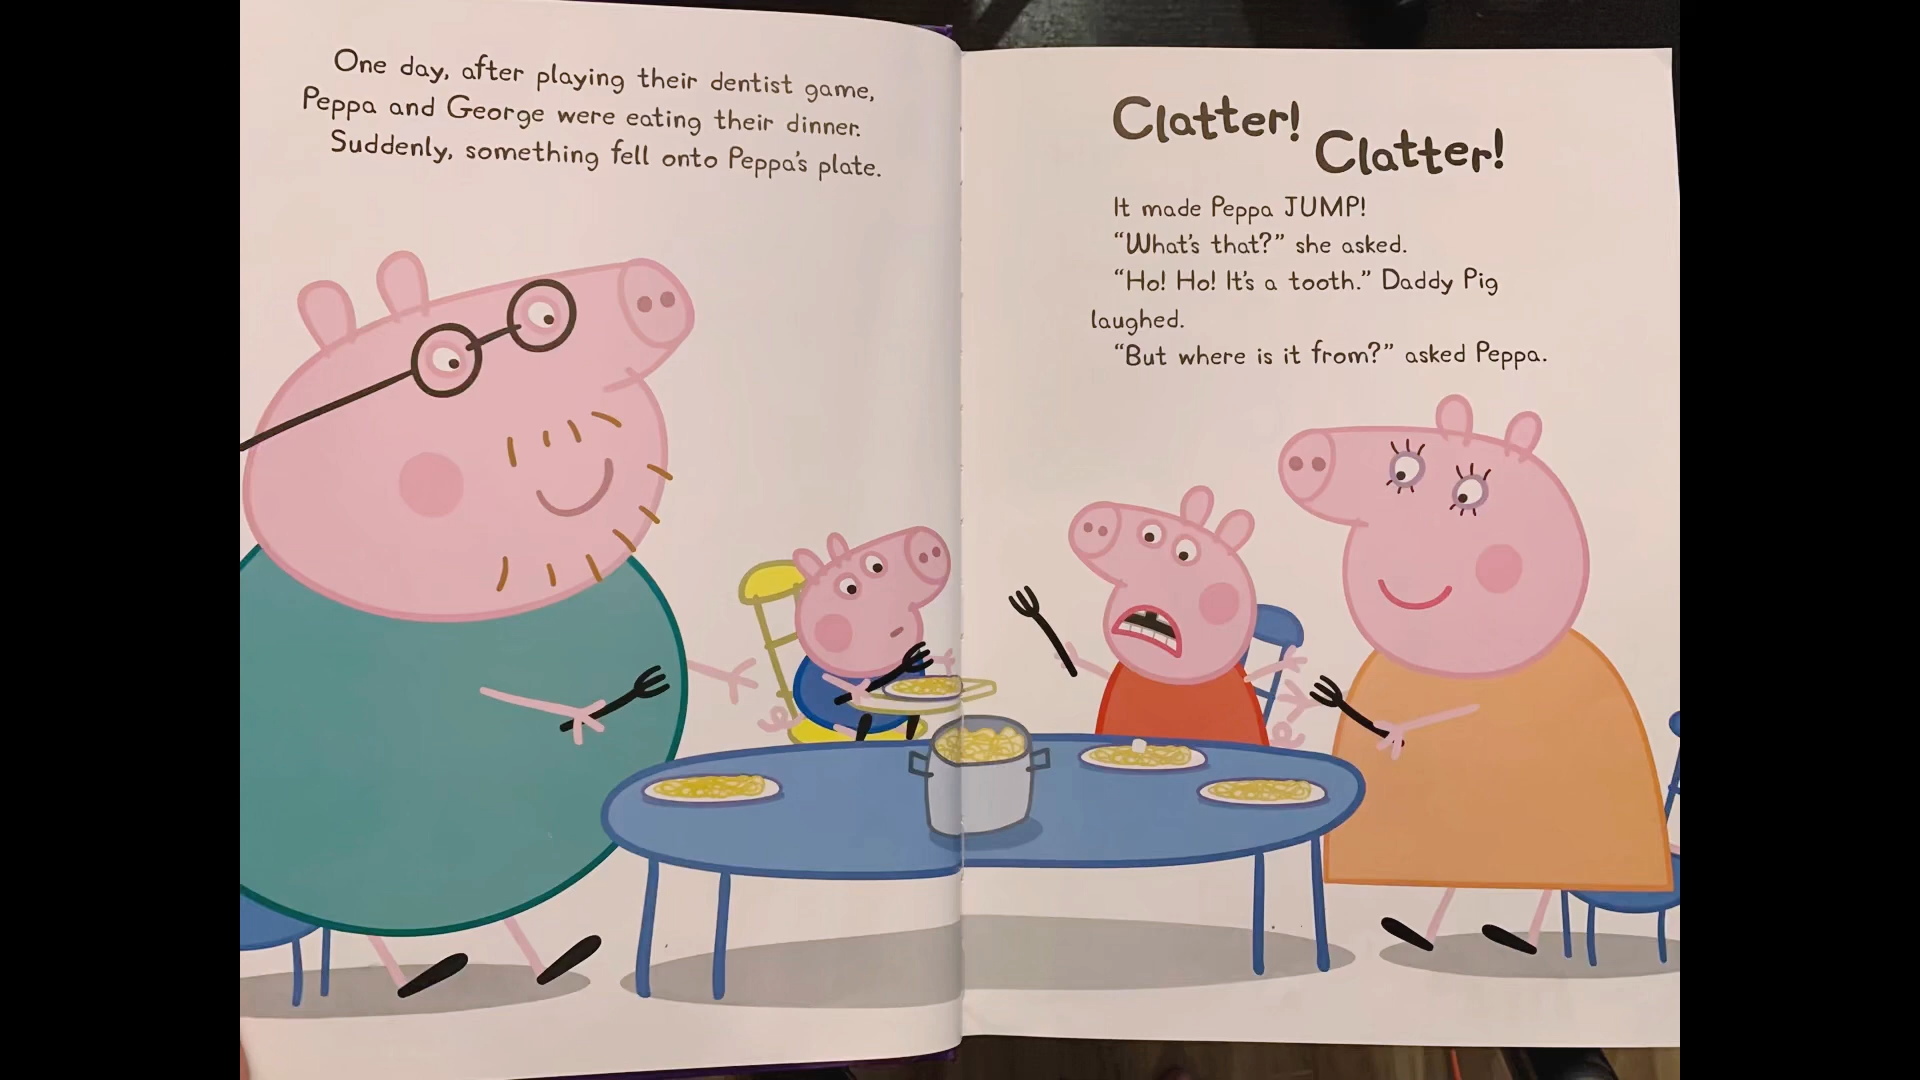 One day, after playing their dentist game,
Peppa and George were eating their dinner.
Suddenly, something fell onto Peppa's plate.
Clatter!
Clatter!
It made Peppa JUMP!
“What's that?” she asked.
“Ho! Ho! It's a tooth.” Daddy Pig
laughed.
“But where is it from?” asked Peppa.